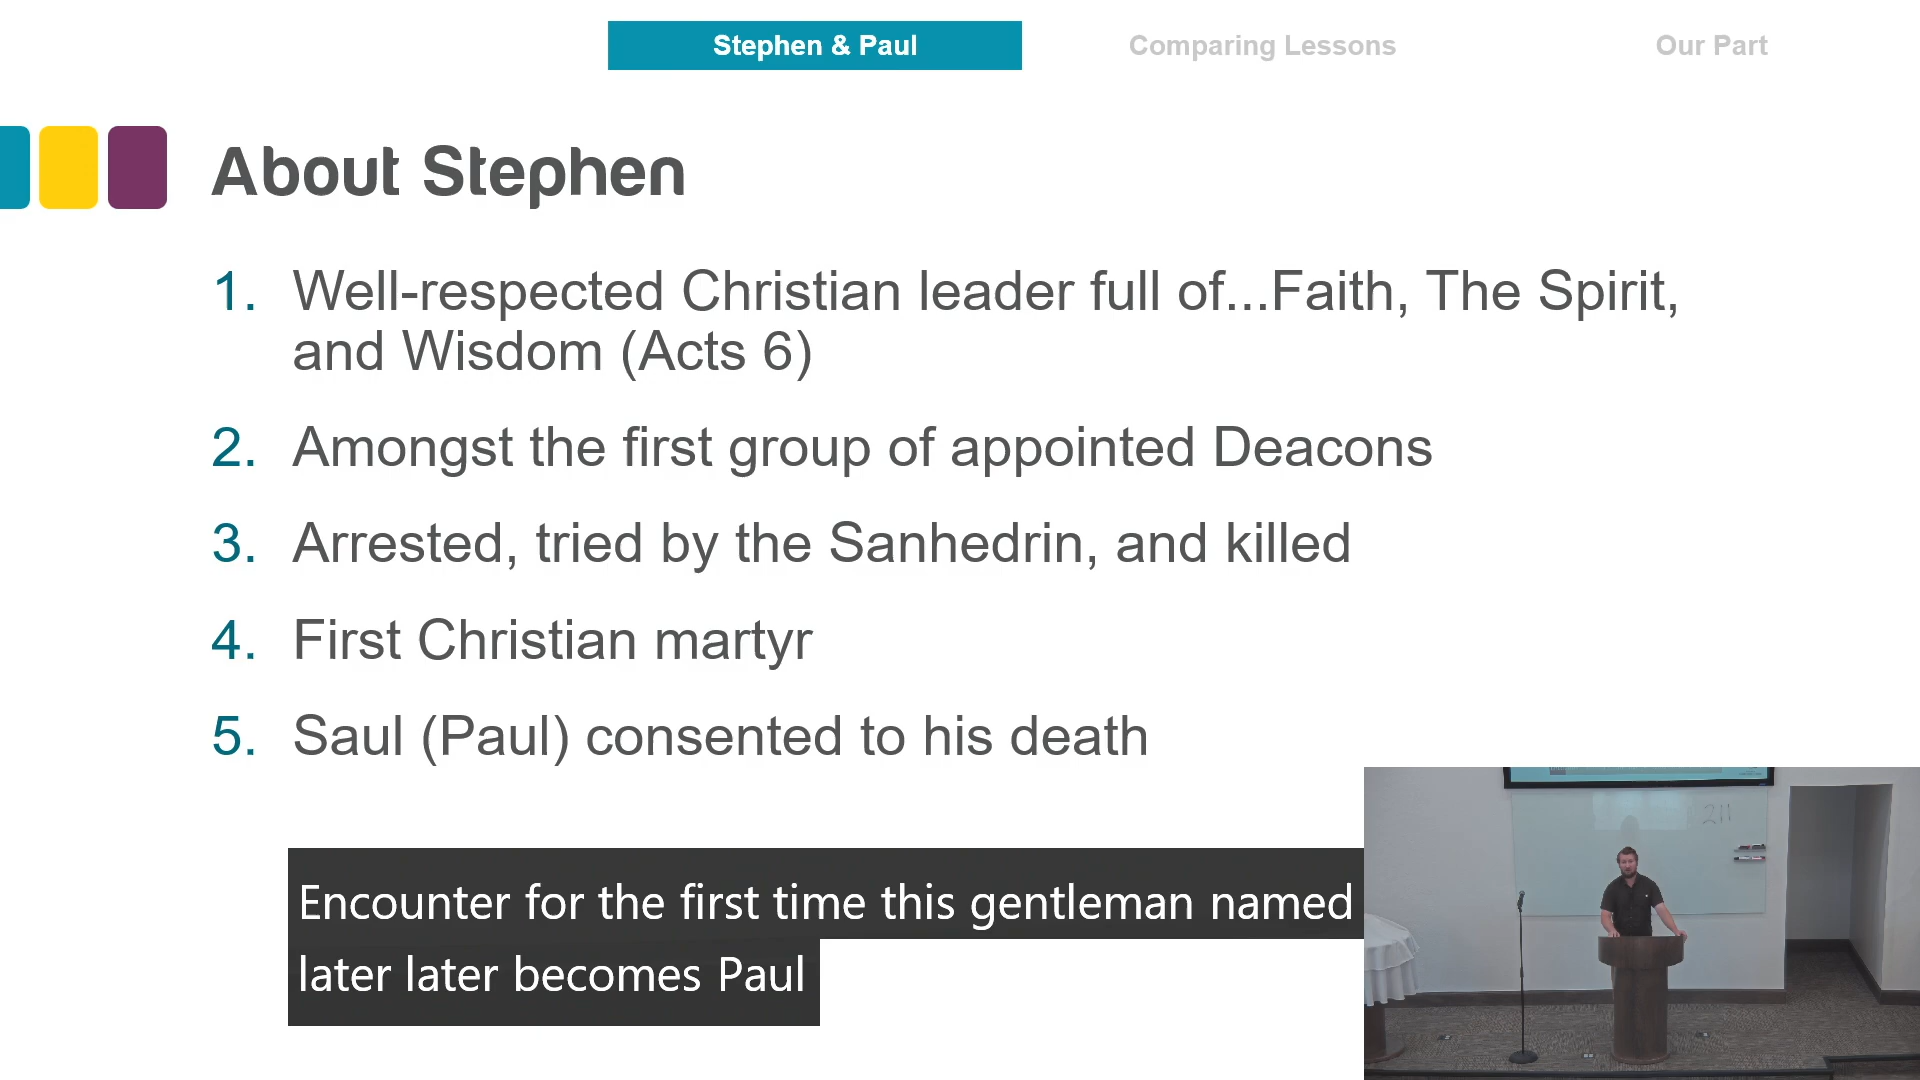 Stephen & Paul
Comparing Lessons
Our Part
About Stephen
1. Well-respected Christian leader full of...Faith, The Spirit,
and Wisdom (Acts 6)
2. Amongst the first group of appointed Deacons
3. Arrested, tried by the Sanhedrin, and killed
4. First Christian martyr
5. Saul (Paul) consented to his death
Encounter for the first time this gentleman named
later later becomes Paul
211